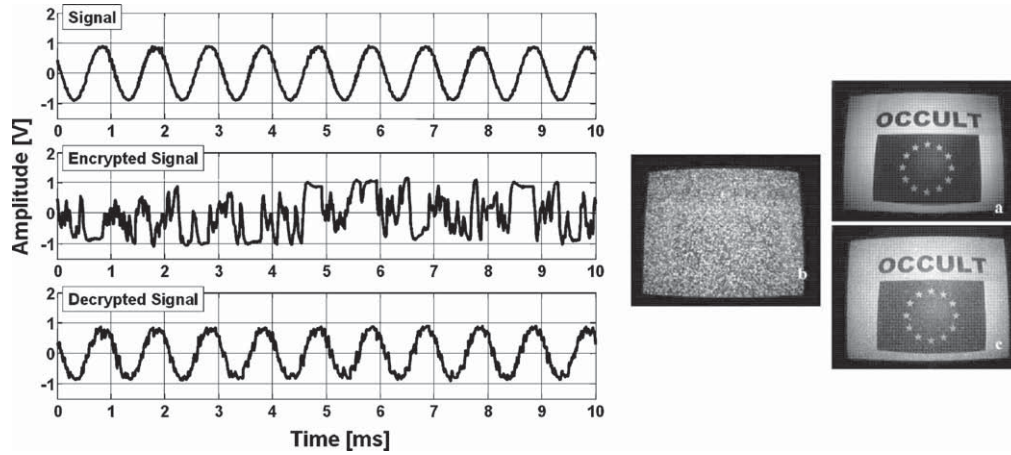 Signal
2
1
0
-1
0 1 2 3 4 5 6 7 8 9 10
Encrypted Signal
2
1
0
-1
0 1 2 3 4 5 6 7 8 9 10
Decrypted Signal
2
1
0
-1
0 1 2 3 4 5 6 7 8 9 10
Amplitude [V]
Time [ms]
b
OCCULT
a
OCCULT
c